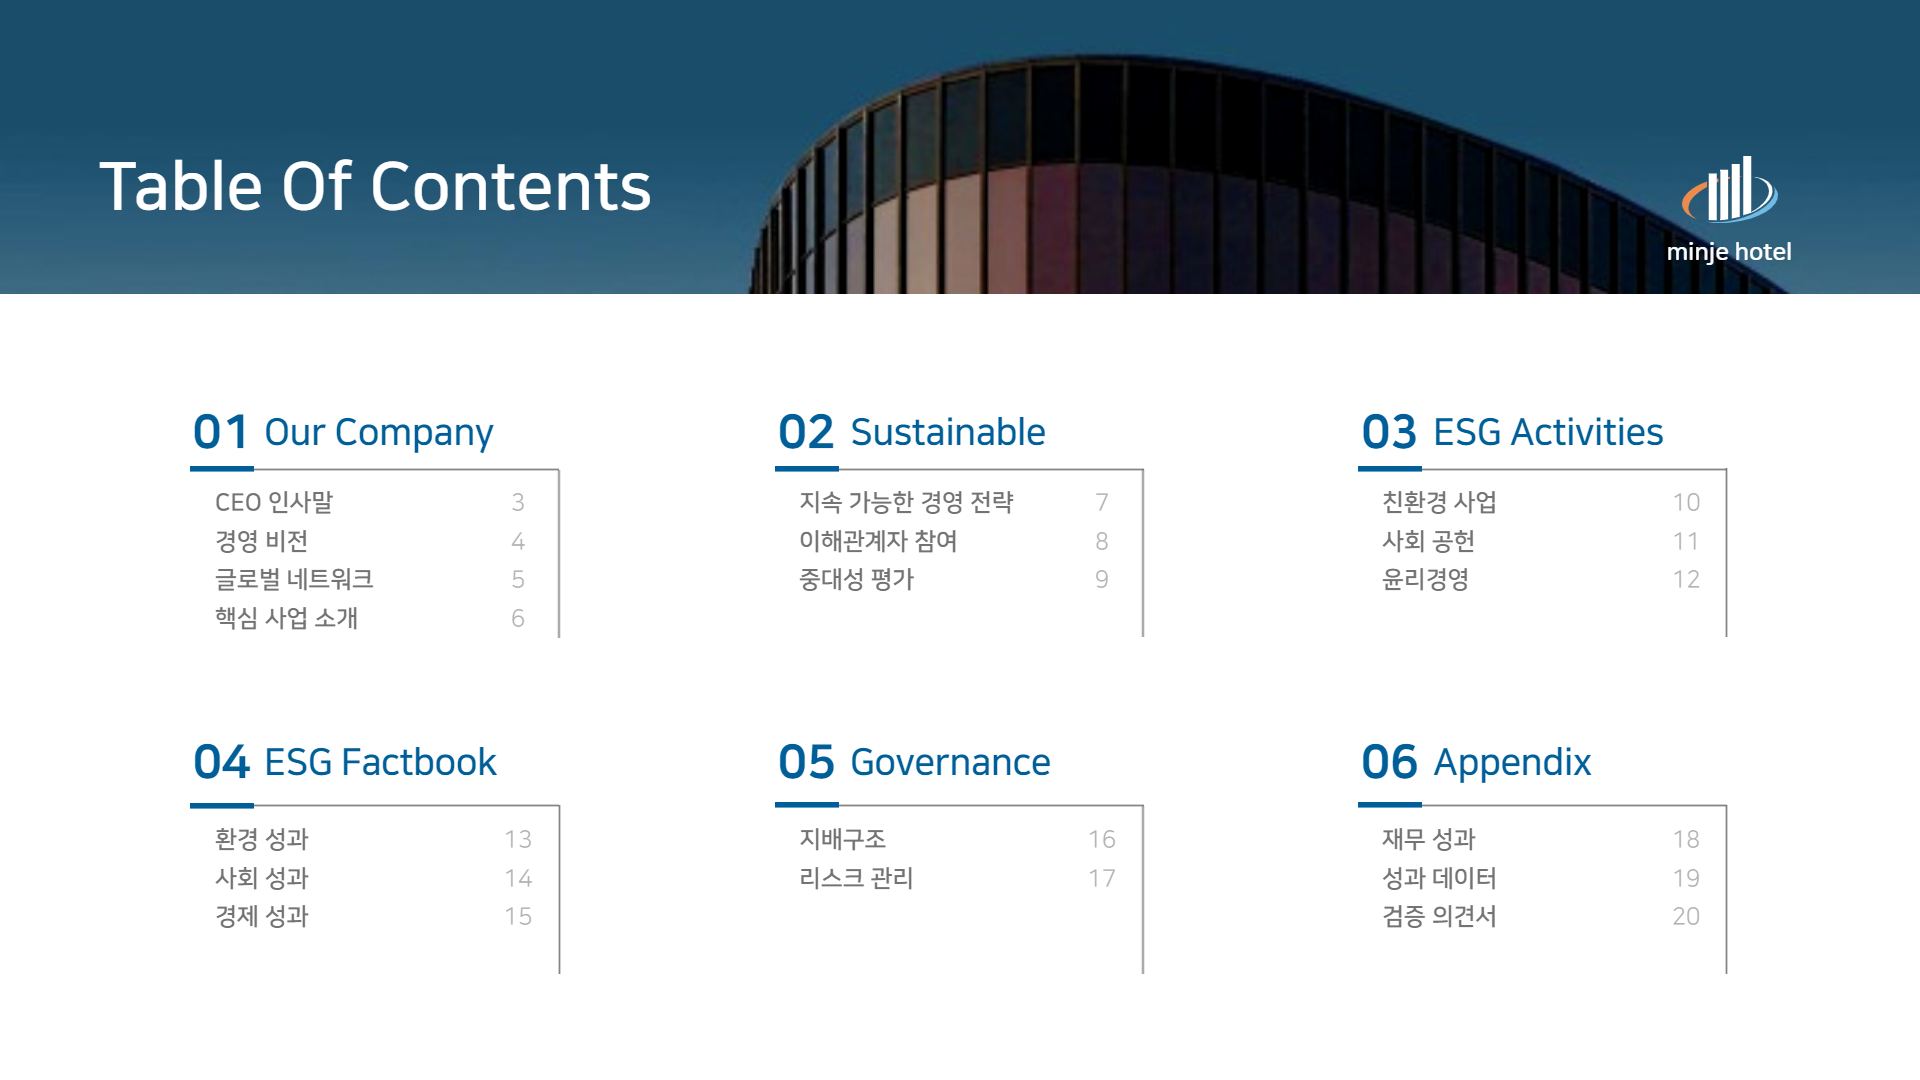 Table Of Contents
minje hotel
01 Our Company
CEO 인사말 3
경영 비전 4
글로벌 네트워크 5
핵심 사업 소개 6
02 Sustainable
지속 가능한 경영 전략 7
이해관계자 참여 8
중대성 평가 9
03 ESG Activities
친환경 사업 10
사회 공헌 11
윤리경영 12
04 ESG Factbook
환경 성과 13
사회 성과 14
경제 성과 15
05 Governance
지배구조 16
리스크 관리 17
06 Appendix
재무 성과 18
성과 데이터 19
검증 의견서 20